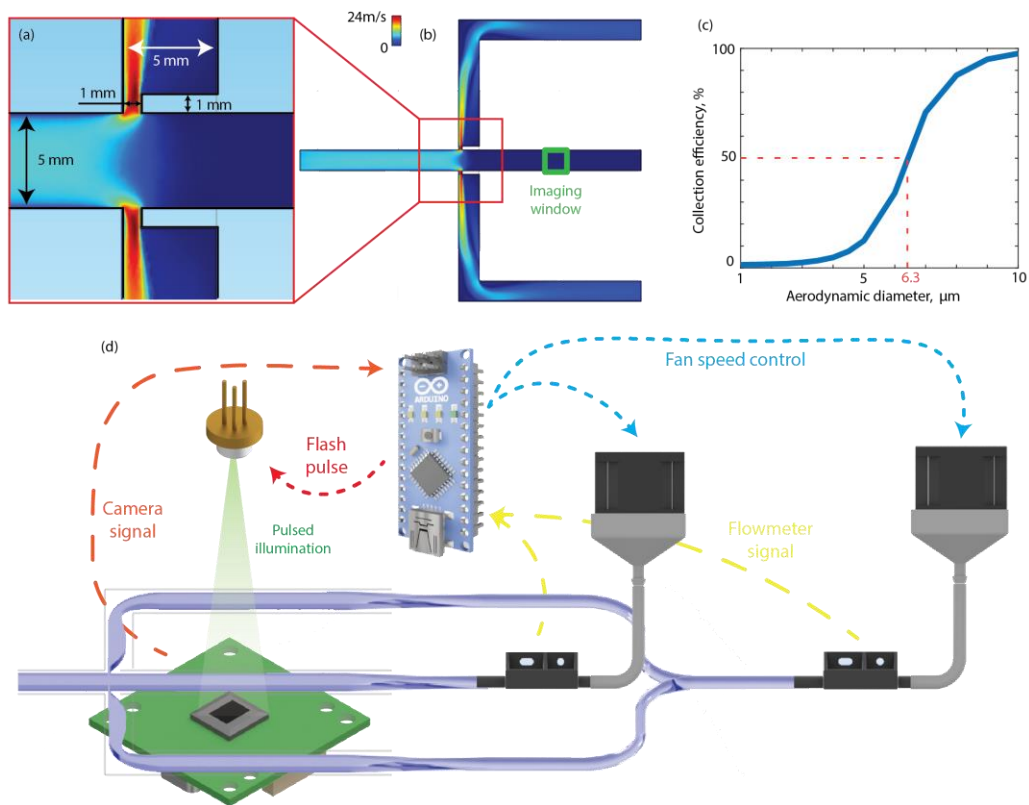 (a)
5 mm
1 mm
1 mm
5 mm
24m/s
0
(b)
Imaging
window
(c)
Collection efficiency, %
100
50
0
1
5
6.3
10
Aerodynamic diameter, µm
(d)
Fan speed control
ARDUINO
Flash
pulse
Camera
signal
Pulsed
illumination
Flowmeter
signal